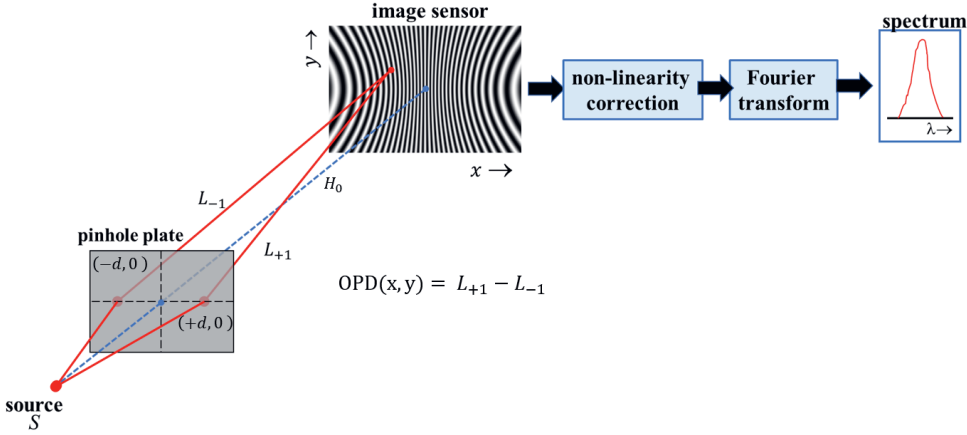 image sensor
y →
x →
non-linearity
correction
Fourier
transform
spectrum
λ→
H₀
L₋₁
L₊₁
pinhole plate
(−d,0 )
(+d,0 )
OPD(x,y) = L₊₁ − L₋₁
source
S